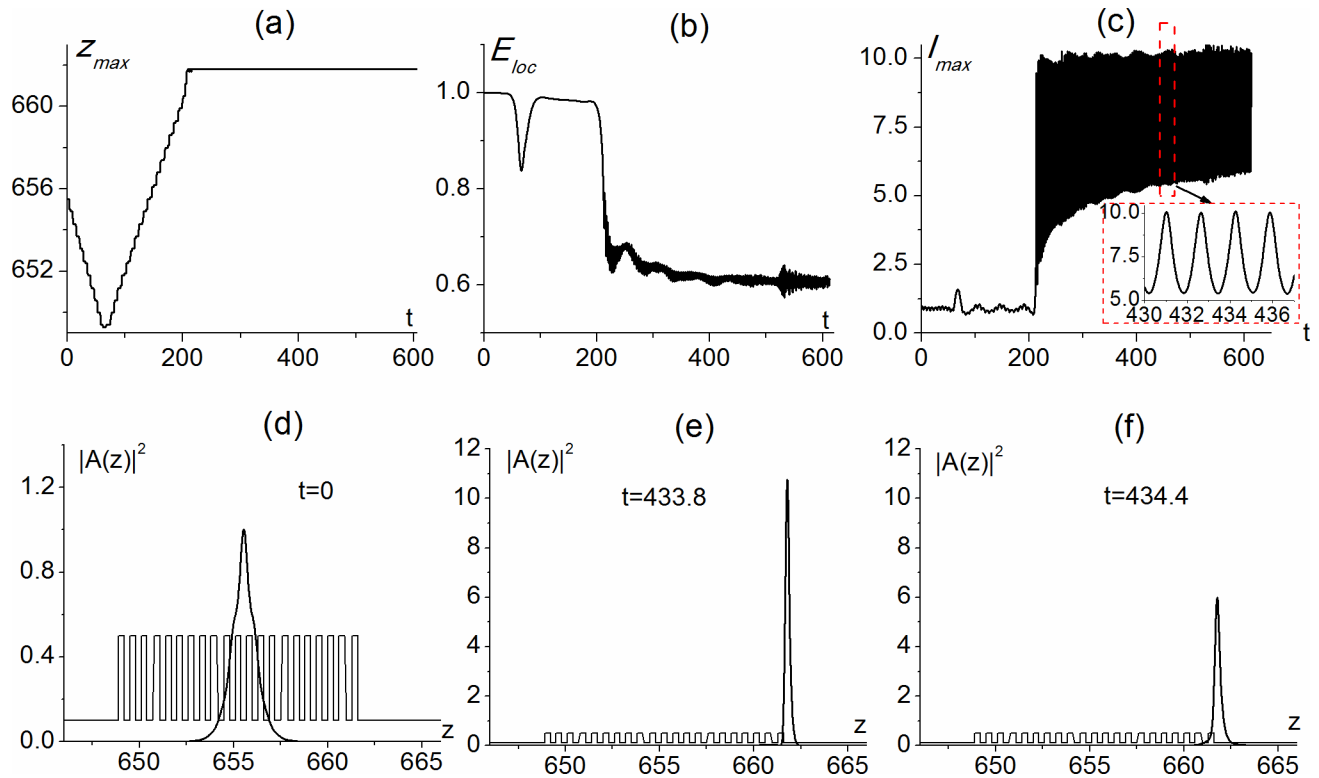 (a)
z_max
660
656
652
0
200
400
600
t
(b)
E_loc
1.0
0.8
0.6
0
200
400
600
t
(c)
I_max
10.0
7.5
5.0
2.5
0.0
0
200
400
600
t
10.0
7.5
5.0
430
432
434
436
(d)
|A(z)|²
t=0
1.2
0.8
0.4
0.0
650
655
660
665
z
(e)
|A(z)|²
t=433.8
12
10
8
6
4
2
0
650
655
660
665
z
(f)
|A(z)|²
t=434.4
12
10
8
6
4
2
0
650
655
660
665
z